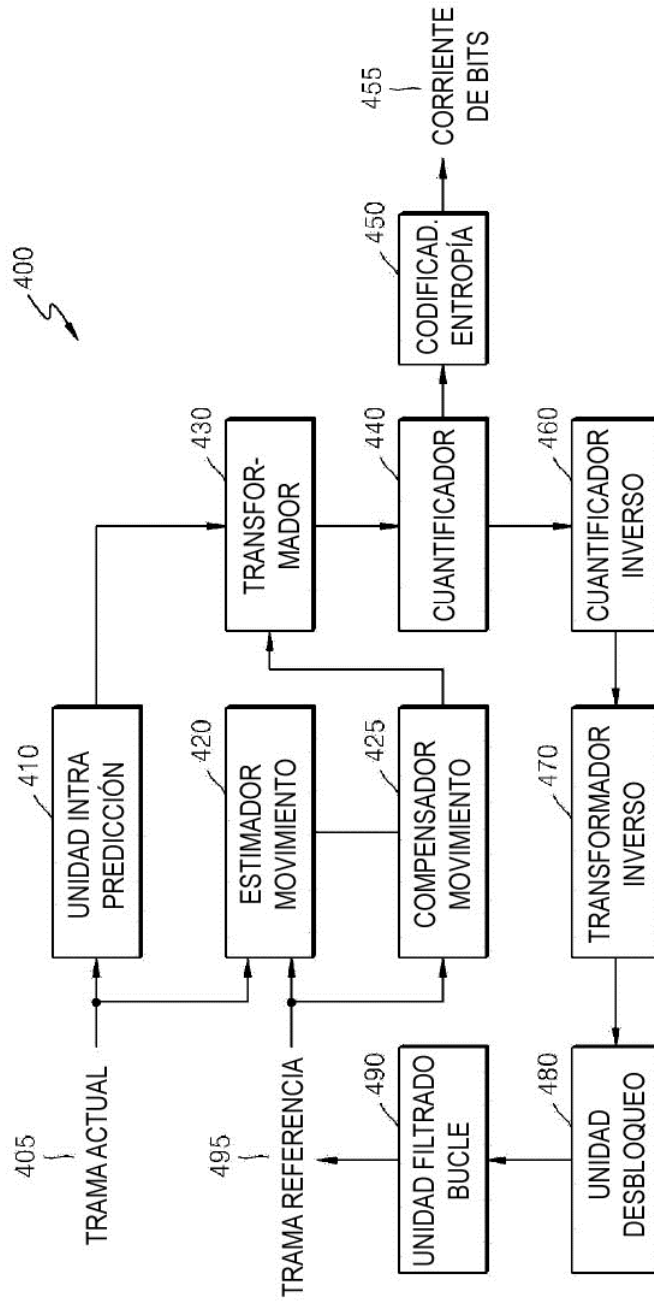 400
405
TRAMA ACTUAL
410
UNIDAD INTRA
PREDICCIÓN
430
TRANSFOR-
MADOR
495
TRAMA REFERENCIA
420
ESTIMADOR
MOVIMIENTO
440
CUANTIFICADOR
450
CODIFICAD.
ENTROPÍA
455
CORRIENTE
DE BITS
490
UNIDAD FILTRADO
BUCLE
425
COMPENSADOR
MOVIMIENTO
480
UNIDAD
DESBLOQUEO
470
TRANSFORMADOR
INVERSO
460
CUANTIFICADOR
INVERSO